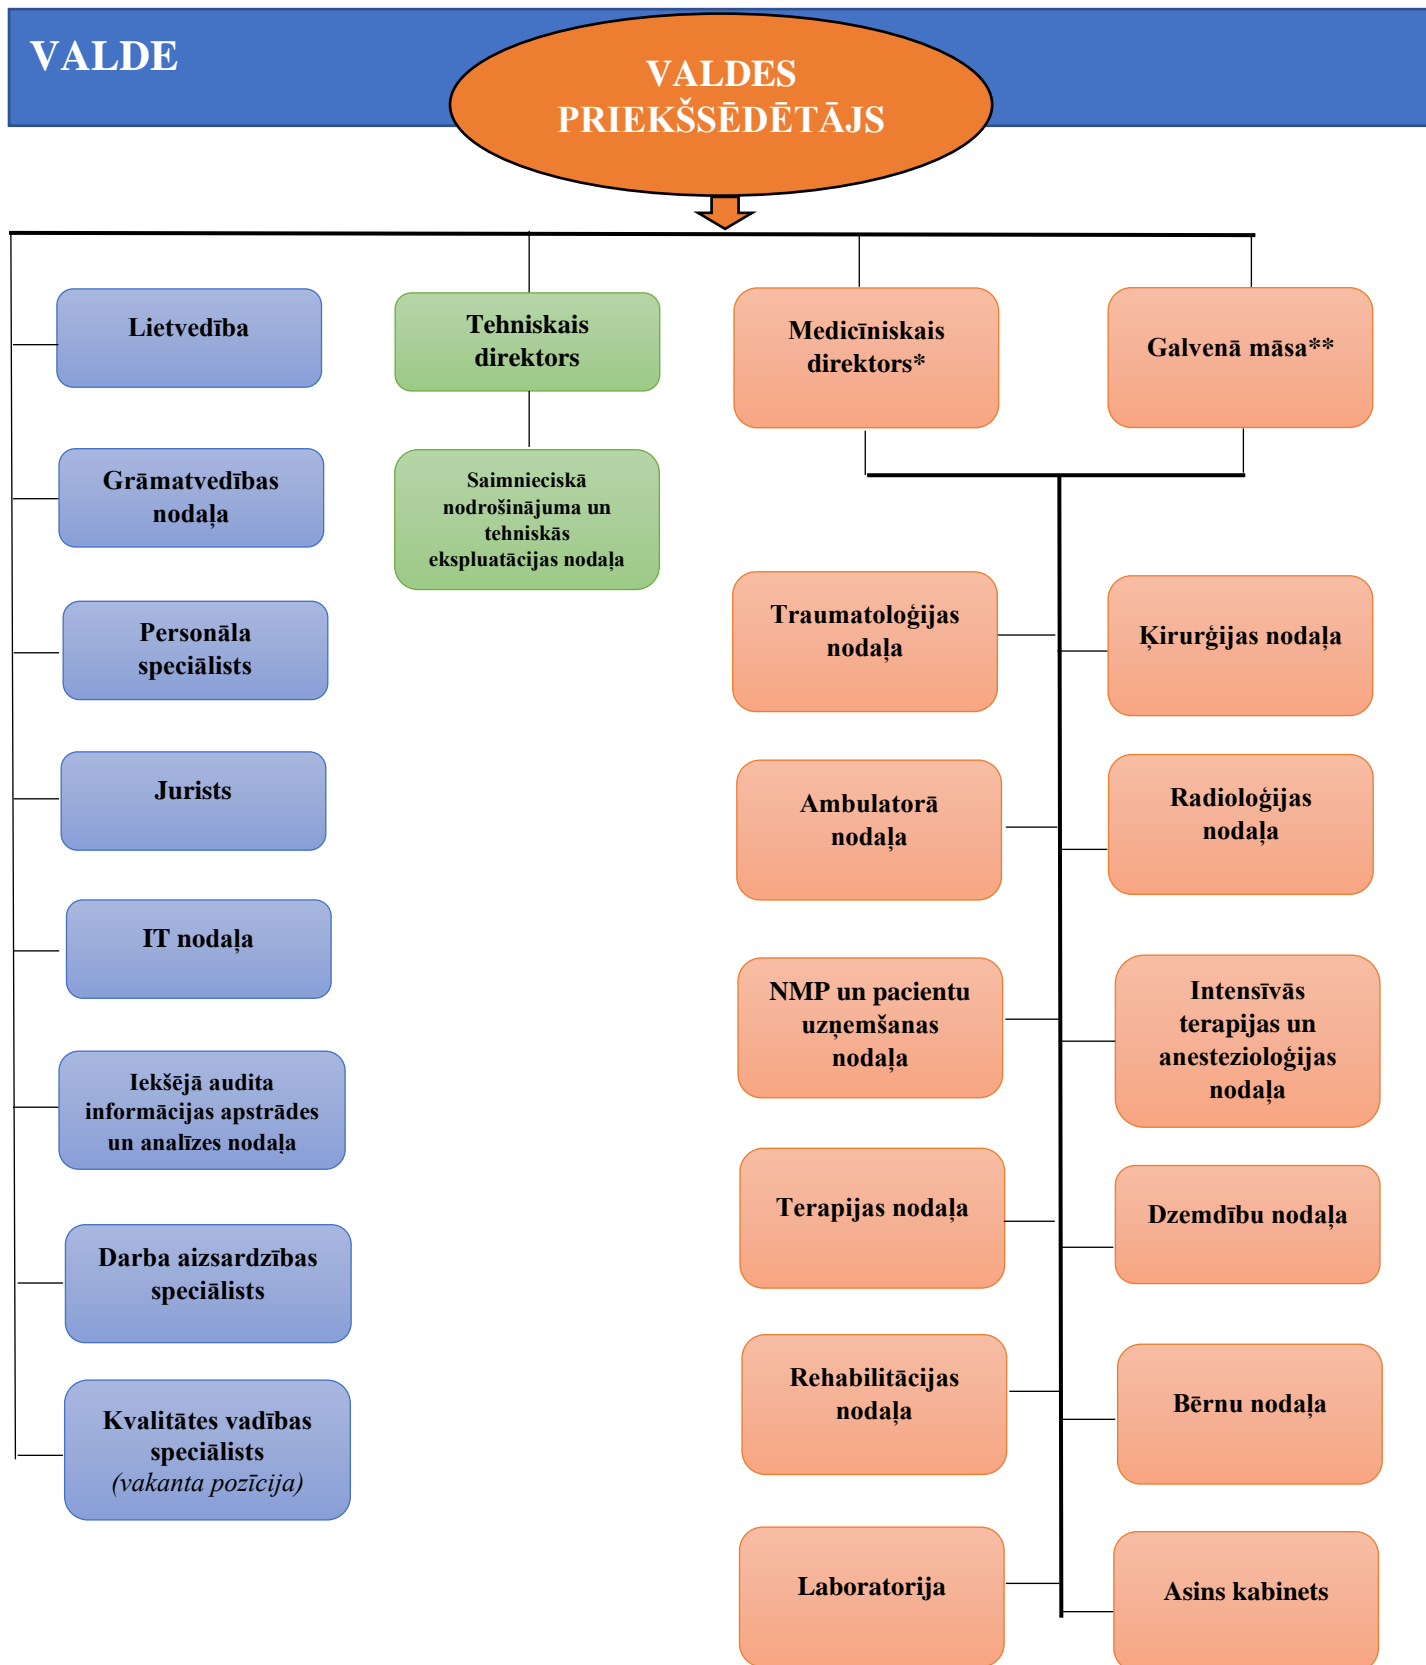 VALDE
VALDES
PRIEKŠSĒDĒTĀJS
Lietvedība
Grāmatvedības
nodaļa
Personāla
speciālists
Jurists
IT nodaļa
Iekšējā audita
informācijas apstrādes
un analīzes nodaļa
Darba aizsardzības
speciālists
Kvalitātes vadības
speciālists
(vakanta pozīcija)
Tehniskais
direktors
Saimnieciskā
nodrošinājuma un
tehniskās
ekspluatācijas nodaļa
Medicīniskais
direktors*
Galvenā māsa**
Traumatoloģijas
nodaļa
Ķirurģijas nodaļa
Ambulatorā
nodaļa
Radioloģijas
nodaļa
NMP un pacientu
uzņemšanas
nodaļa
Intensīvās
terapijas un
anestezioloģijas
nodaļa
Terapijas nodaļa
Dzemdību nodaļa
Rehabilitācijas
nodaļa
Bērnu nodaļa
Laboratorija
Asins kabinets